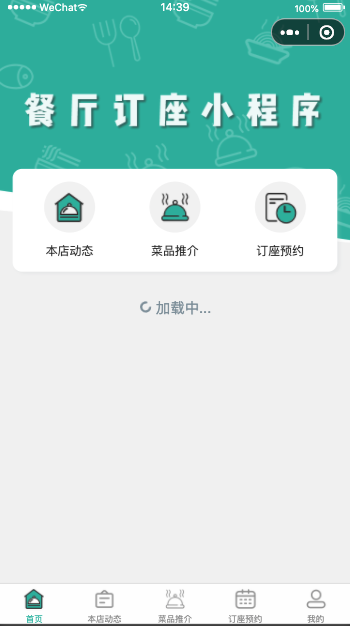 WeChat 14:39 100%
餐厅订座小程序
本店动态 菜品推介 订座预约
加载中...
首页 本店动态 菜品推介 订座预约 我的